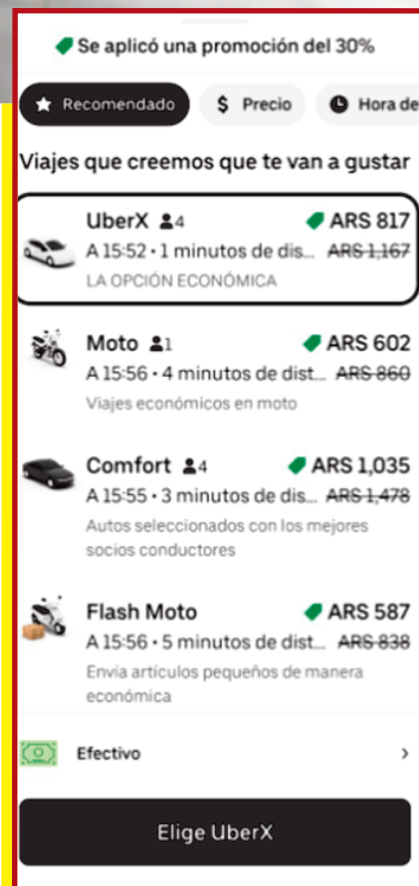 Se aplicó una promoción del 30%
Recomendado
$ Precio
Hora de
Viajes que creemos que te van a gustar
UberX 4 ARS 817
A 15:52 • 1 minutos de dis... ARS 1,167
LA OPCIÓN ECONÓMICA
Moto 1 ARS 602
A 15:56 • 4 minutos de dist... ARS 860
Viajes económicos en moto
Comfort 4 ARS 1,035
A 15:55 • 3 minutos de dis... ARS 1,478
Autos seleccionados con los mejores
socios conductores
Flash Moto ARS 587
A 15:56 • 5 minutos de dist... ARS 838
Envía artículos pequeños de manera
económica
Efectivo
Elige UberX